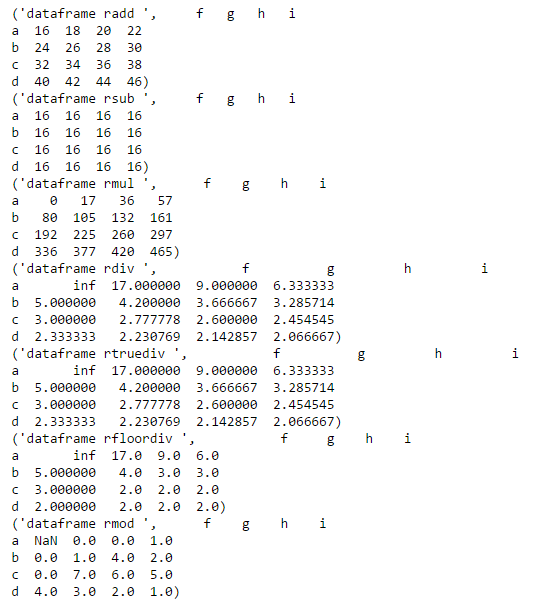 ('dataframe radd ',     f   g   h   i
a  16  18  20  22
b  24  26  28  30
c  32  34  36  38
d  40  42  44  46)
('dataframe rsub ',     f   g   h   i
a  16  16  16  16
b  16  16  16  16
c  16  16  16  16
d  16  16  16  16)
('dataframe rmul ',      f    g    h    i
a    0   17   36   57
b   80  105  132  161
c  192  225  260  297
d  336  377  420  465)
('dataframe rdiv ',           f          g         h         i
a       inf  17.000000  9.000000  6.333333
b  5.000000   4.200000  3.666667  3.285714
c  3.000000   2.777778  2.600000  2.454545
d  2.333333   2.230769  2.142857  2.066667)
('dataframe rtruediv ',           f          g         h         i
a       inf  17.000000  9.000000  6.333333
b  5.000000   4.200000  3.666667  3.285714
c  3.000000   2.777778  2.600000  2.454545
d  2.333333   2.230769  2.142857  2.066667)
('dataframe rfloordiv ',           f     g    h    i
a       inf  17.0  9.0  6.0
b  5.000000   4.0  3.0  3.0
c  3.000000   2.0  2.0  2.0
d  2.000000   2.0  2.0  2.0)
('dataframe rmod ',      f    g    h    i
a  NaN  0.0  0.0  1.0
b  0.0  1.0  4.0  2.0
c  0.0  7.0  6.0  5.0
d  4.0  3.0  2.0  1.0)